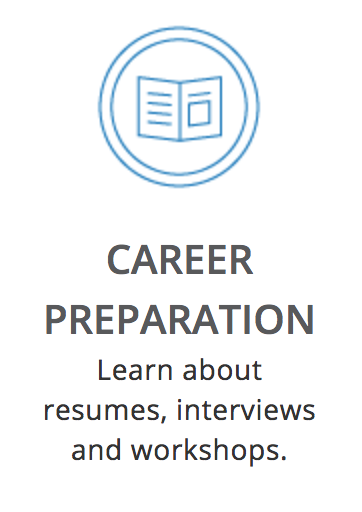 CAREER
PREPARATION
Learn about
resumes, interviews
and workshops.